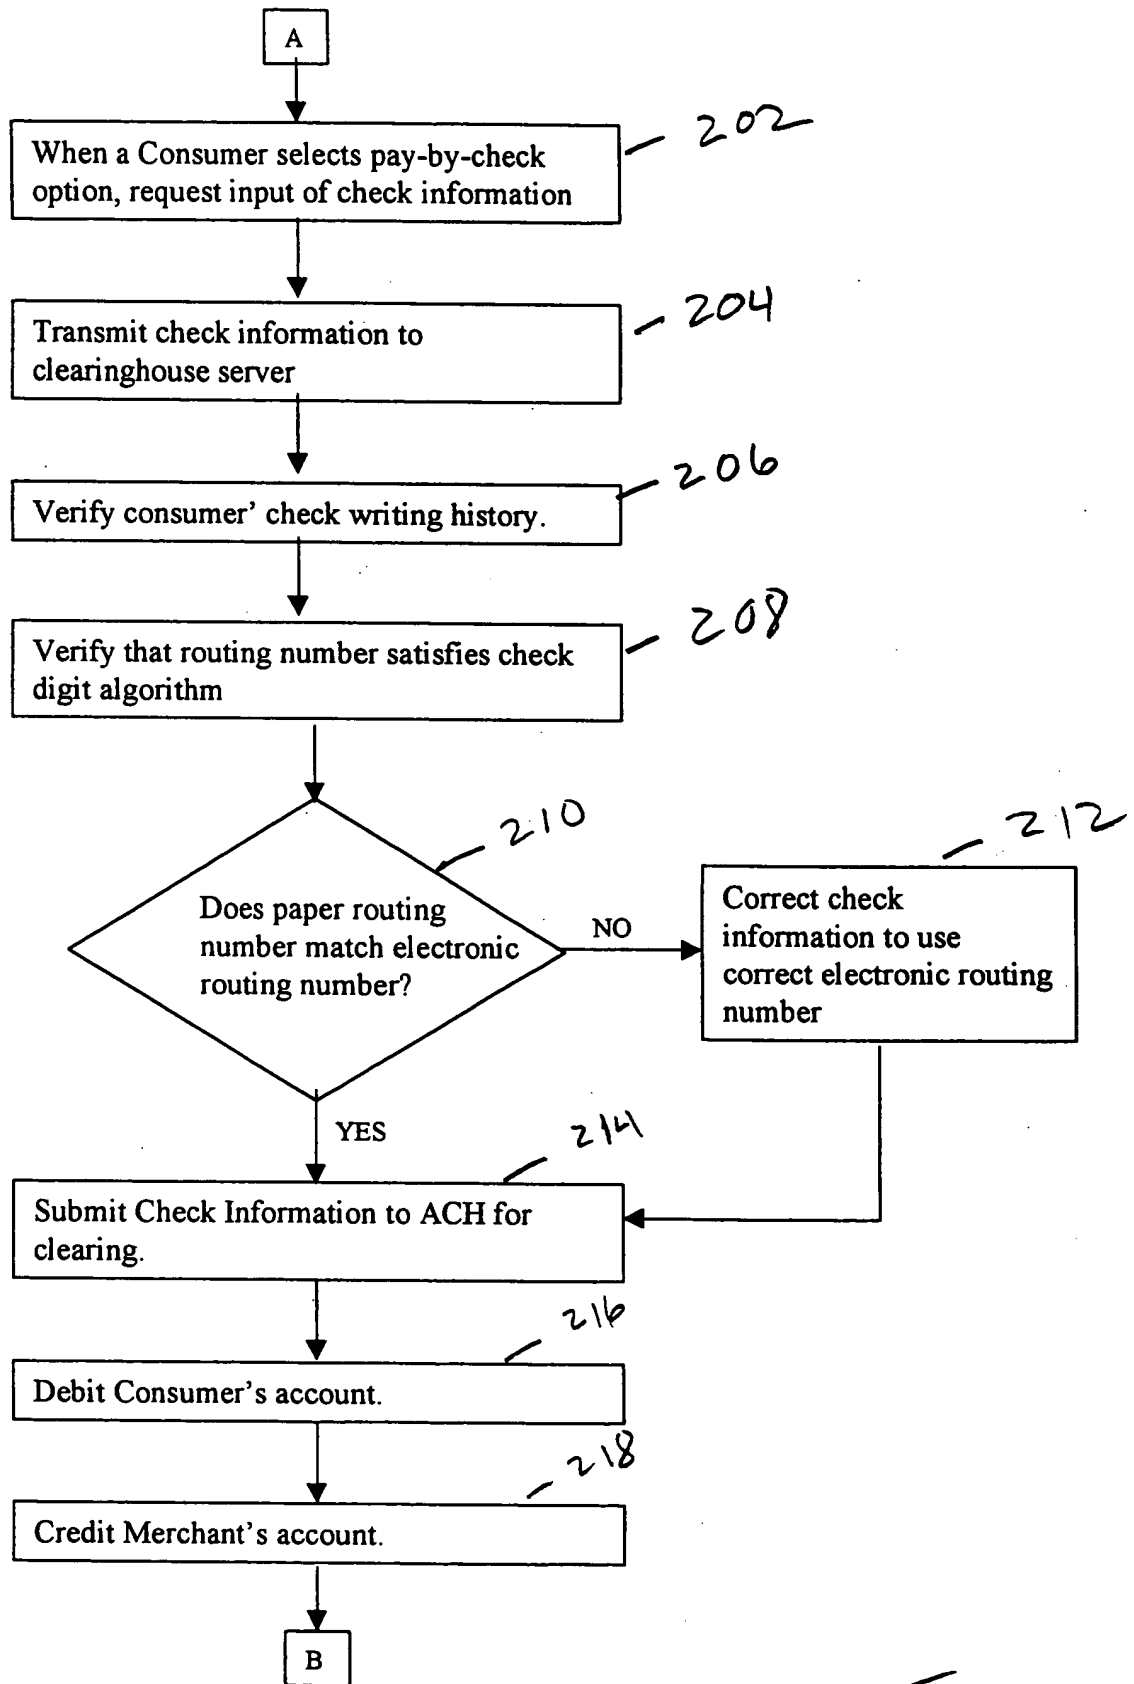 A
202
When a Consumer selects pay-by-check
option, request input of check information
204
Transmit check information to
clearinghouse server
206
Verify consumer' check writing history.
208
Verify that routing number satisfies check
digit algorithm
210
Does paper routing
number match electronic
routing number?
NO
212
Correct check
information to use
correct electronic routing
number
YES
214
Submit Check Information to ACH for
clearing.
216
Debit Consumer's account.
218
Credit Merchant's account.
B